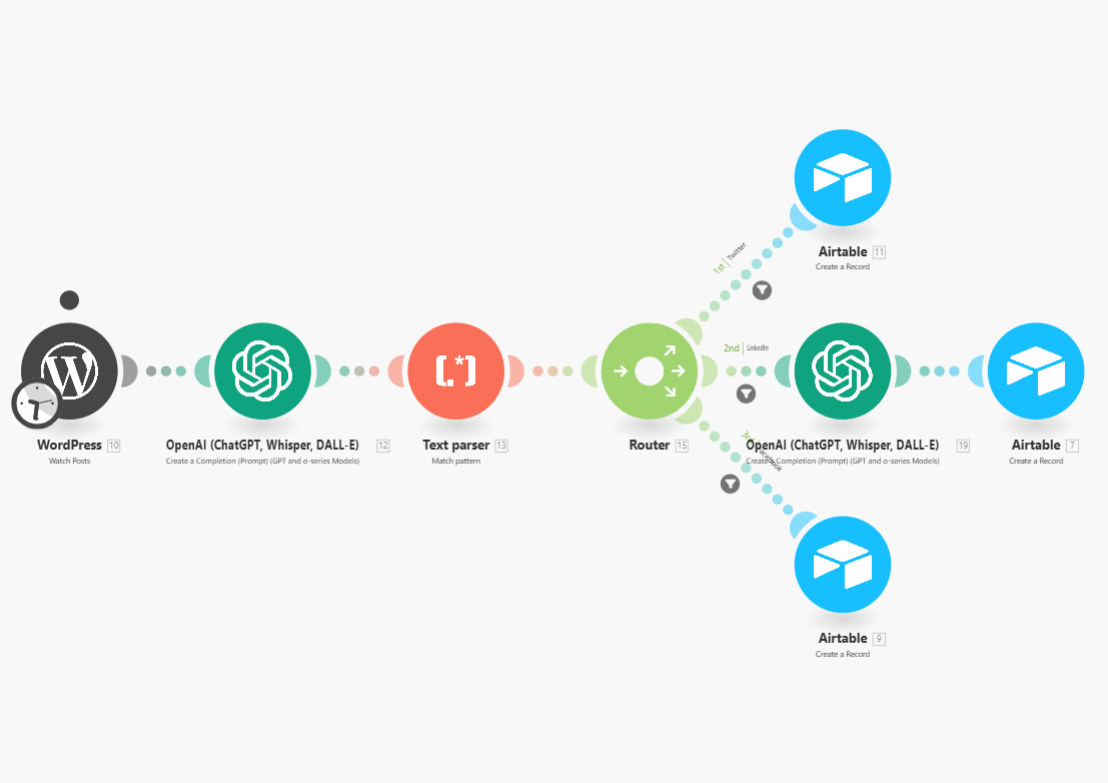 Airtable 11
Create a Record
1st | Twitter
2nd | LinkedIn
WordPress 10
Watch Posts
OpenAI (ChatGPT, Whisper, DALL-E) 12
Create a Completion (Prompt) (GPT and o-series Models)
Text parser 13
Match pattern
Router 15
3rd | Facebook
OpenAI (ChatGPT, Whisper, DALL-E) 19
Create a Completion (Prompt) (GPT and o-series Models)
Airtable 7
Create a Record
Airtable 9
Create a Record